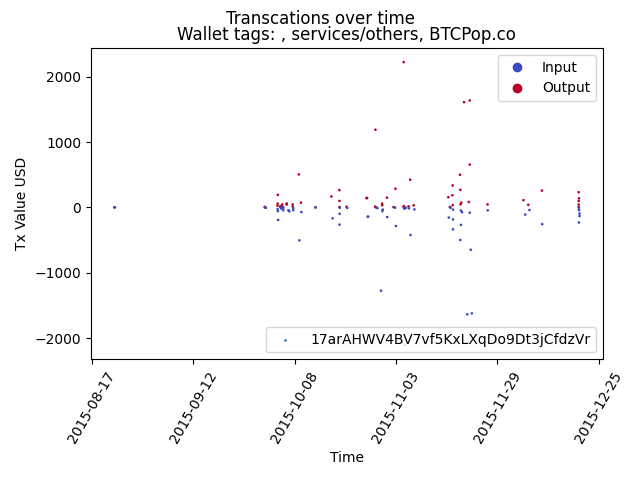 Transcations over time
Wallet tags: , services/others, BTCPop.co
Input
Output
2000
1000
0
−1000
−2000
Tx Value USD
17arAHWV4BV7vf5KxLXqDo9Dt3jCfdzVr
2015-08-17
2015-09-12
2015-10-08
2015-11-03
2015-11-29
2015-12-25
Time